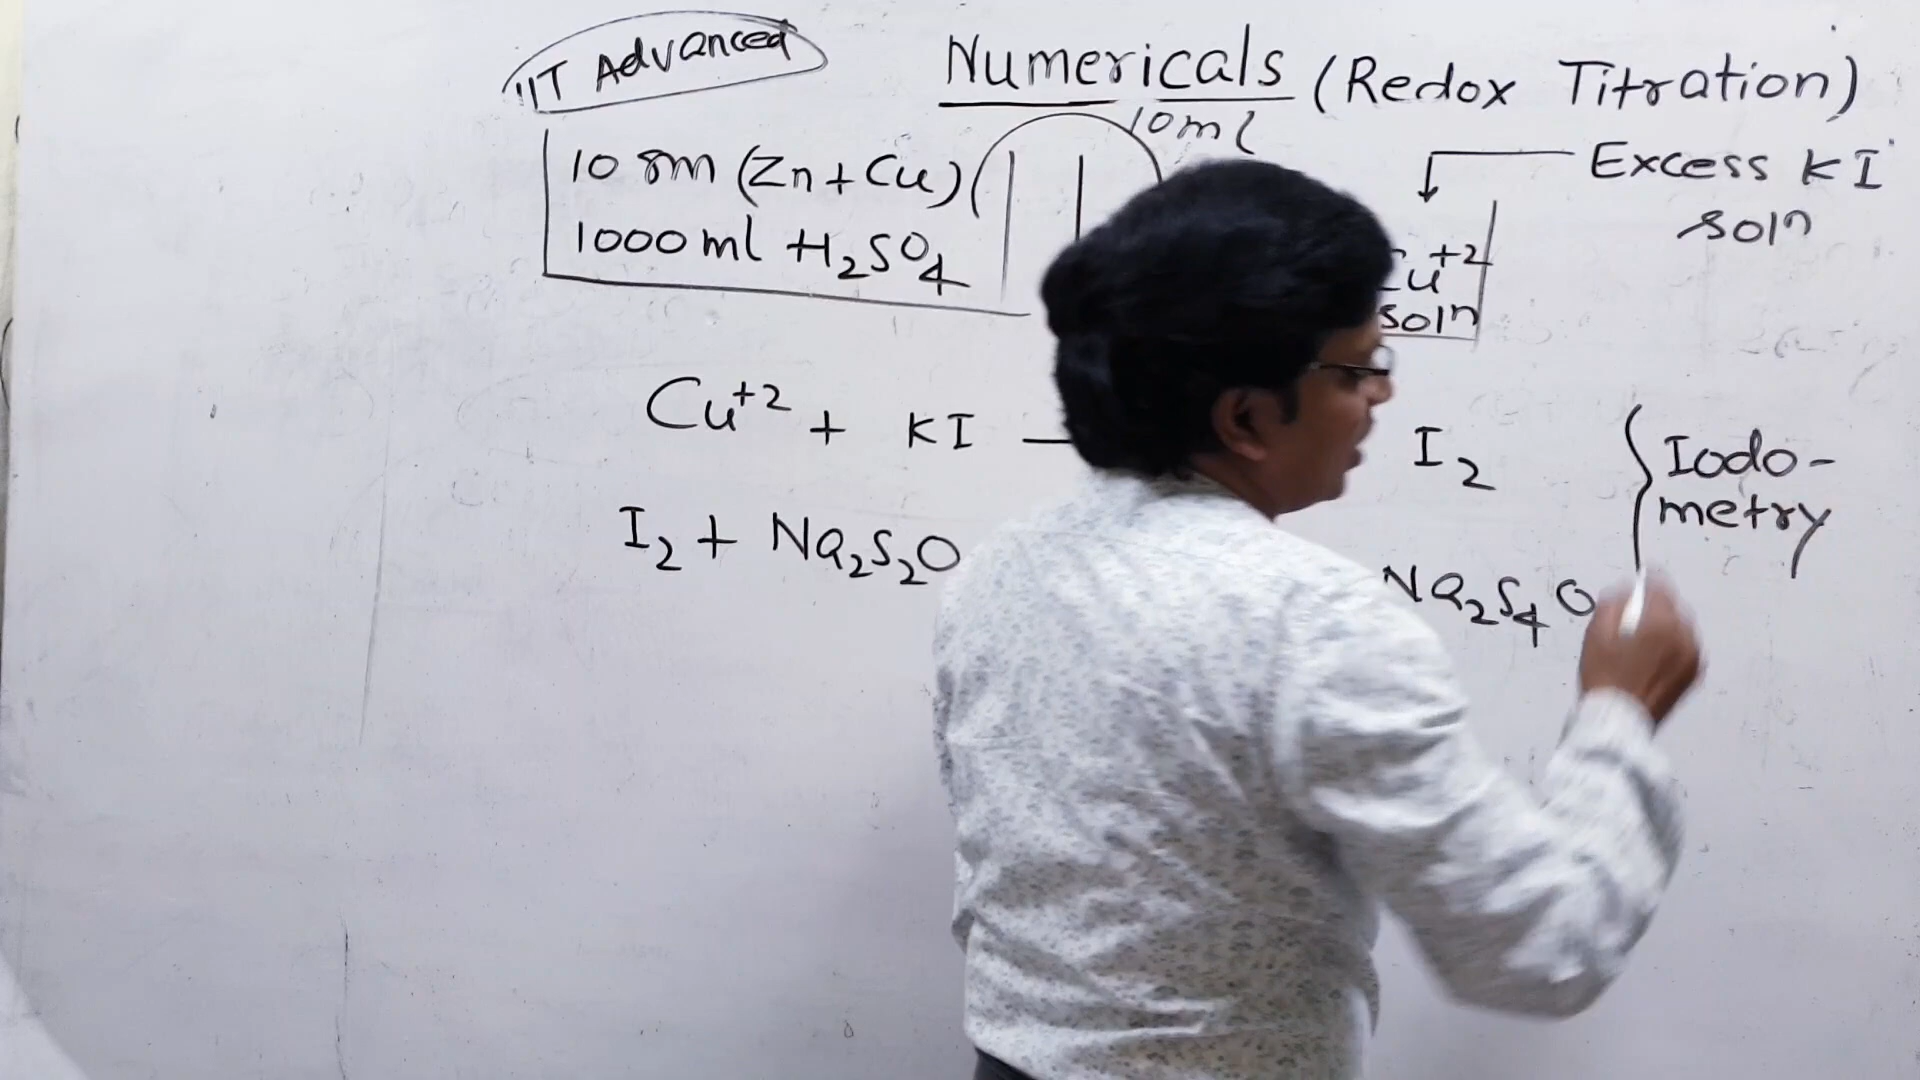 IIT Advanced
Numericals (Redox Titration)
10 gm (Zn + Cu)
1000 ml H₂SO₄
10 ml
Excess KI
soln
Cu⁺²
soln
Cu⁺² + KI — I₂
I₂ + Na₂S₂O Na₂S₄O
Iodo-
metry